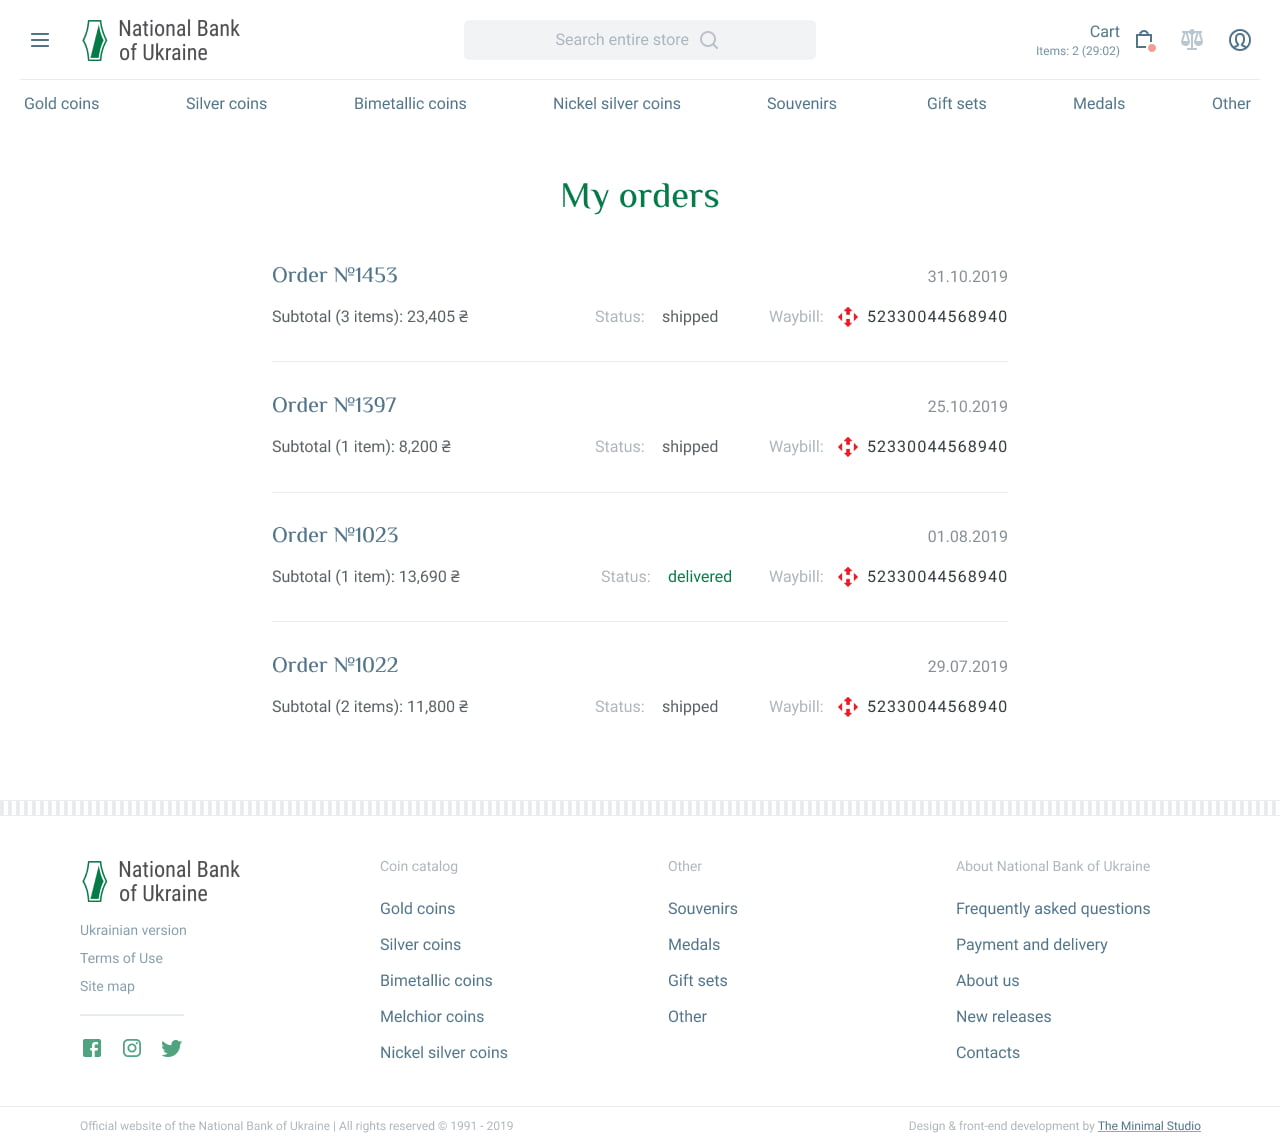 National Bank
of Ukraine
Search entire store
Cart
Items: 2 (29:02)
Gold coins Silver coins Bimetallic coins Nickel silver coins Souvenirs Gift sets Medals Other
My orders
Order №1453 31.10.2019
Subtotal (3 items): 23,405 ₴ Status: shipped Waybill: 52330044568940
Order №1397 25.10.2019
Subtotal (1 item): 8,200 ₴ Status: shipped Waybill: 52330044568940
Order №1023 01.08.2019
Subtotal (1 item): 13,690 ₴ Status: delivered Waybill: 52330044568940
Order №1022 29.07.2019
Subtotal (2 items): 11,800 ₴ Status: shipped Waybill: 52330044568940
National Bank
of Ukraine
Ukrainian version
Terms of Use
Site map
Coin catalog
Gold coins
Silver coins
Bimetallic coins
Melchior coins
Nickel silver coins
Other
Souvenirs
Medals
Gift sets
Other
About National Bank of Ukraine
Frequently asked questions
Payment and delivery
About us
New releases
Contacts
Official website of the National Bank of Ukraine | All rights reserved © 1991 - 2019
Design & front-end development by The Minimal Studio